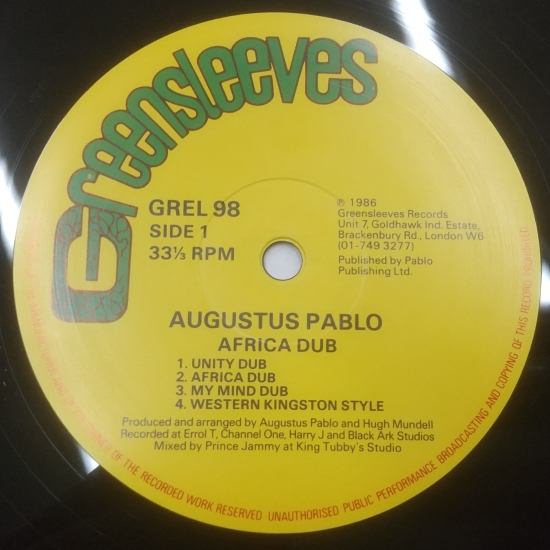 Greensleeves
GREL 98
SIDE 1
33⅓ RPM
℗ 1986
Greensleeves Records
Unit 7, Goldhawk Ind. Estate,
Brackenbury Rd., London W6
(01-749 3277)
Published by Pablo
Publishing Ltd.
AUGUSTUS PABLO
AFRiCA DUB
1. UNITY DUB
2. AFRICA DUB
3. MY MIND DUB
4. WESTERN KINGSTON STYLE
Produced and arranged by Augustus Pablo and Hugh Mundell
Recorded at Errol T, Channel One, Harry J and Black Ark Studios
Mixed by Prince Jammy at King Tubby's Studio
OF THE RECORDED WORK RESERVED UNAUTHORISED PUBLIC PERFORMANCE BROADCASTING AND COPYING OF THIS RECORD